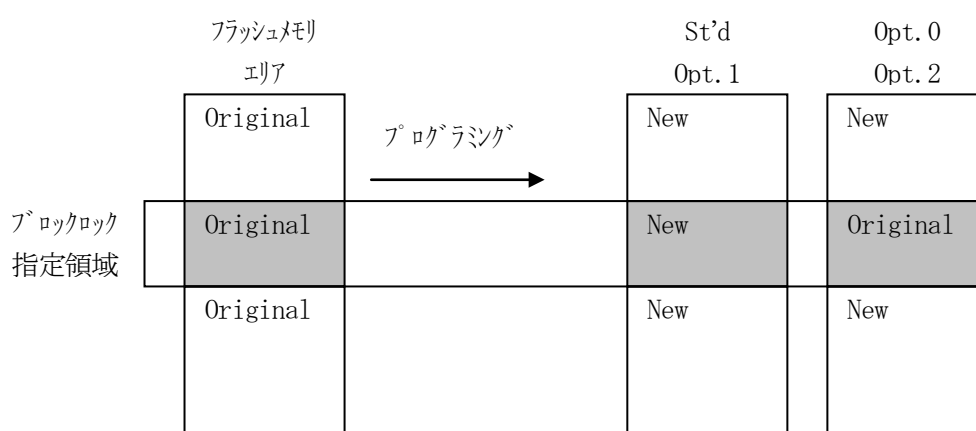 フラッシュメモリ
エリア
St'd
Opt.1
Opt.0
Opt.2
Original
プログラミング
New
New
ブロックロック
指定領域
Original
New
Original
Original
New
New